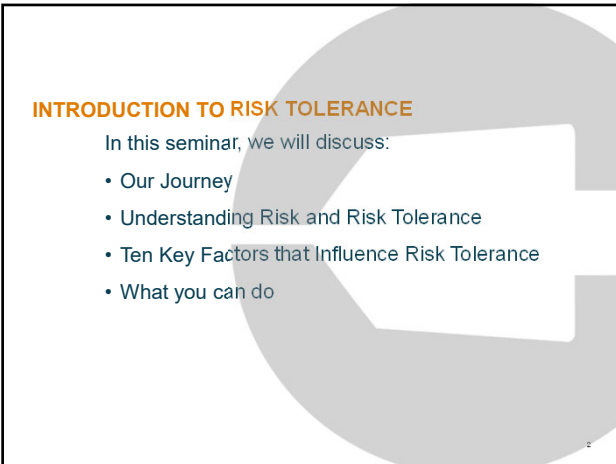 INTRODUCTION TO RISK TOLERANCE
In this seminar, we will discuss:
• Our Journey
• Understanding Risk and Risk Tolerance
• Ten Key Factors that Influence Risk Tolerance
• What you can do
2